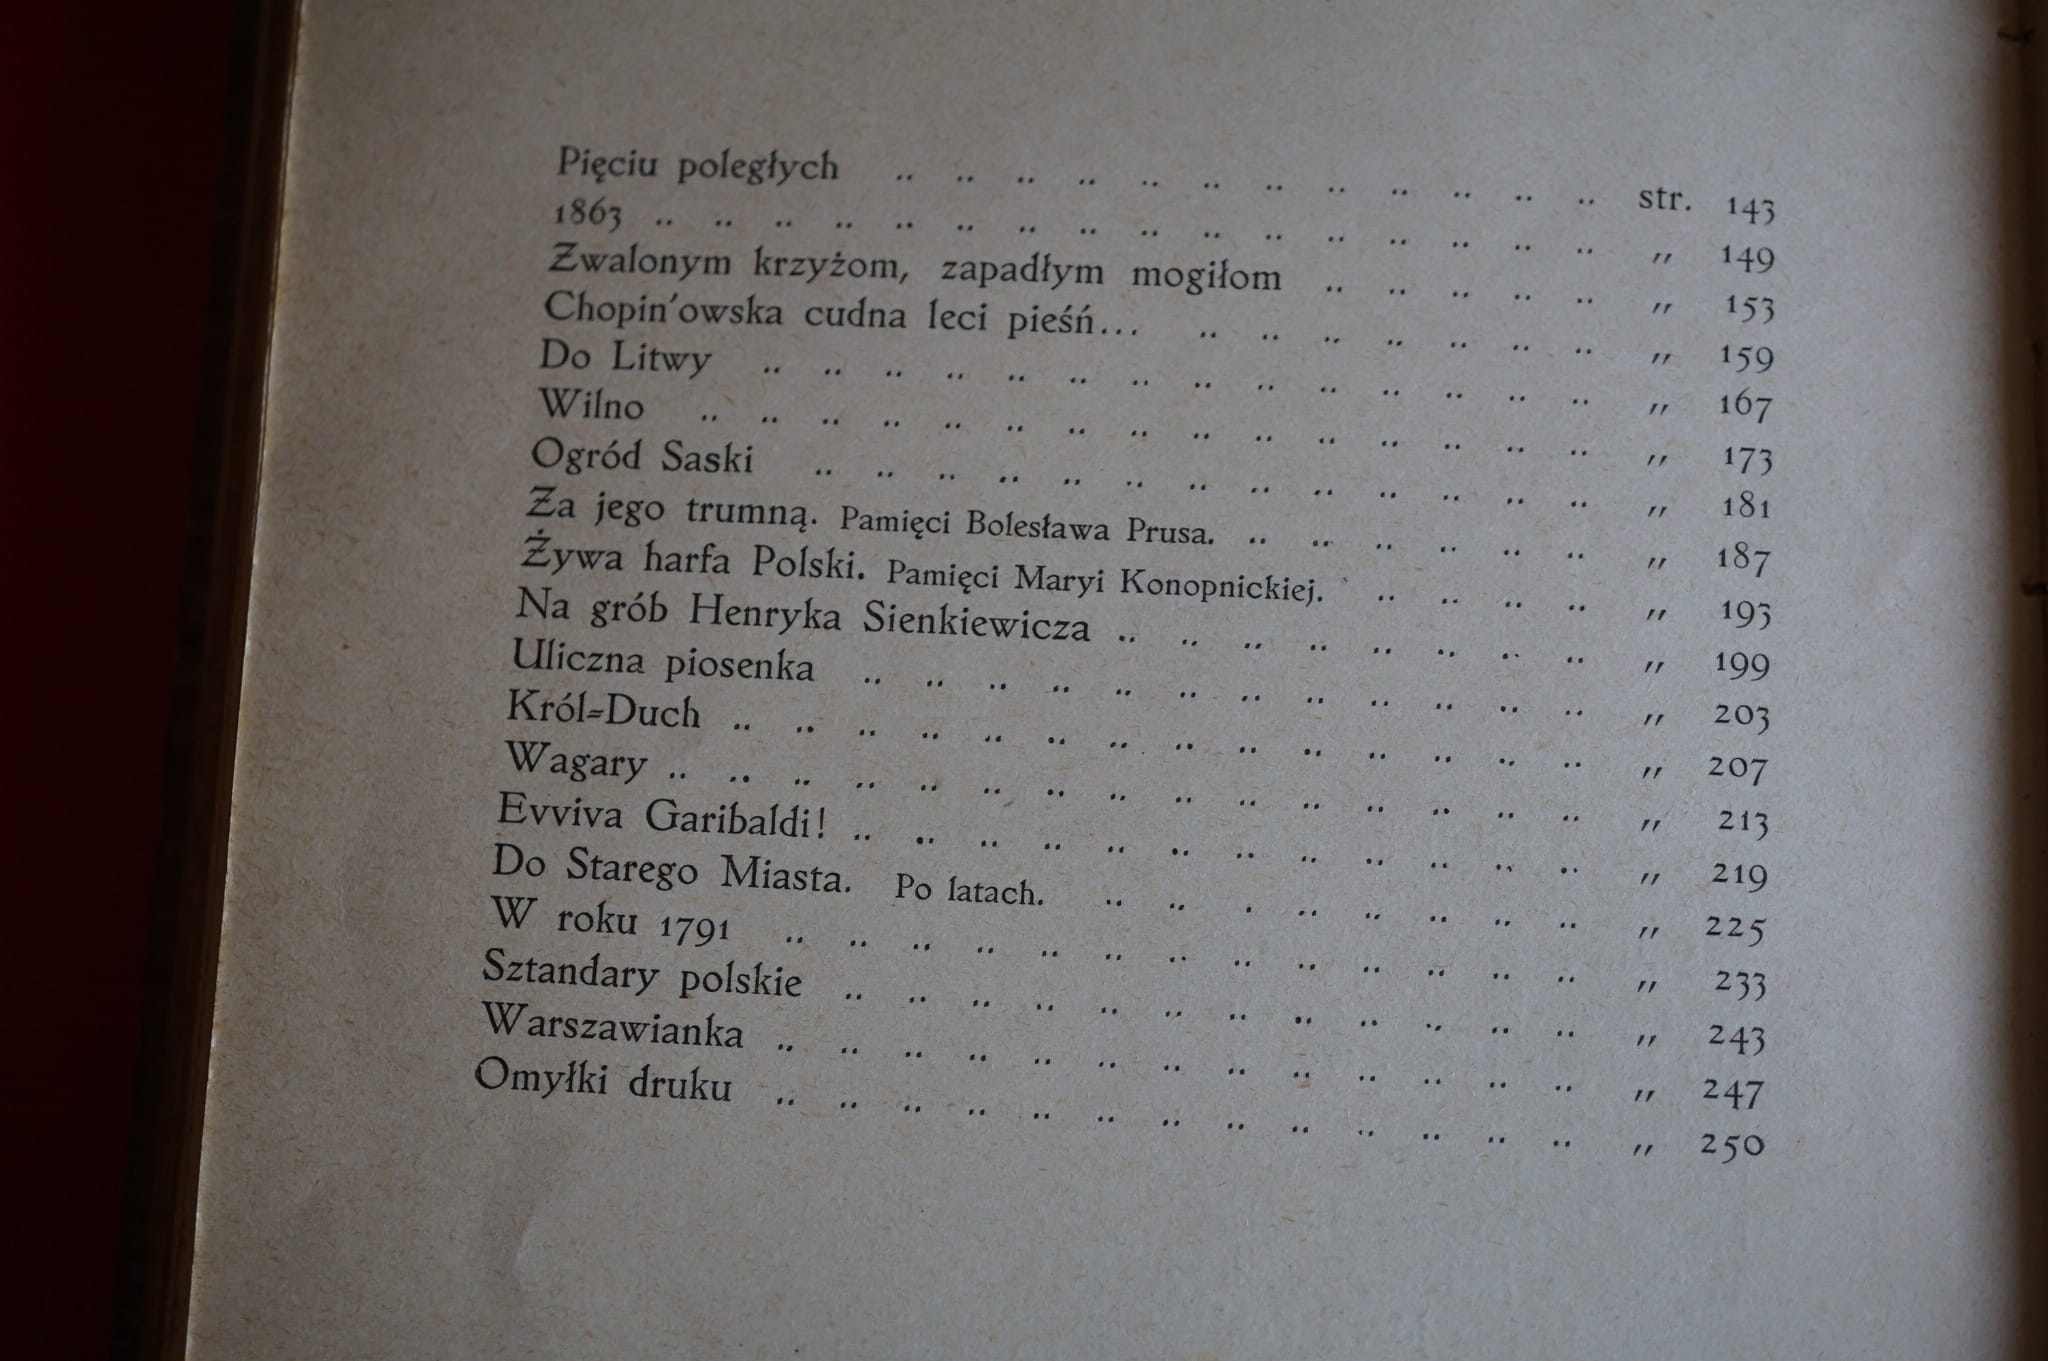 Pięciu poległych .. .. .. .. .. .. .. .. .. .. .. .. str. 143
1863 .. .. .. .. .. .. .. .. .. .. .. .. .. .. .. .. „ 149
Zwalonym krzyżom, zapadłym mogiłom .. .. .. .. .. „ 153
Chopin'owska cudna leci pieśń... .. .. .. .. .. .. .. „ 159
Do Litwy .. .. .. .. .. .. .. .. .. .. .. .. .. .. „ 167
Wilno .. .. .. .. .. .. .. .. .. .. .. .. .. .. .. „ 173
Ogród Saski .. .. .. .. .. .. .. .. .. .. .. .. .. „ 181
Za jego trumną. Pamięci Bolesława Prusa. .. .. .. .. .. .. „ 187
Żywa harfa Polski. Pamięci Maryi Konopnickiej. .. .. .. .. „ 193
Na grób Henryka Sienkiewicza .. .. .. .. .. .. .. .. „ 199
Uliczna piosenka .. .. .. .. .. .. .. .. .. .. .. .. „ 203
Król-Duch .. .. .. .. .. .. .. .. .. .. .. .. .. .. „ 207
Wagary .. .. .. .. .. .. .. .. .. .. .. .. .. .. .. „ 213
Evviva Garibaldi! .. .. .. .. .. .. .. .. .. .. .. .. „ 219
Do Starego Miasta. Po latach. .. .. . .. .. .. .. .. „ 225
W roku 1791 .. .. .. .. .. .. .. .. .. .. .. .. .. „ 233
Sztandary polskie .. .. .. .. .. .. .. .. .. .. .. .. „ 243
Warszawianka .. .. .. .. .. .. .. .. .. .. .. .. .. „ 247
Omyłki druku .. .. .. .. .. .. .. .. .. .. .. .. .. „ 250